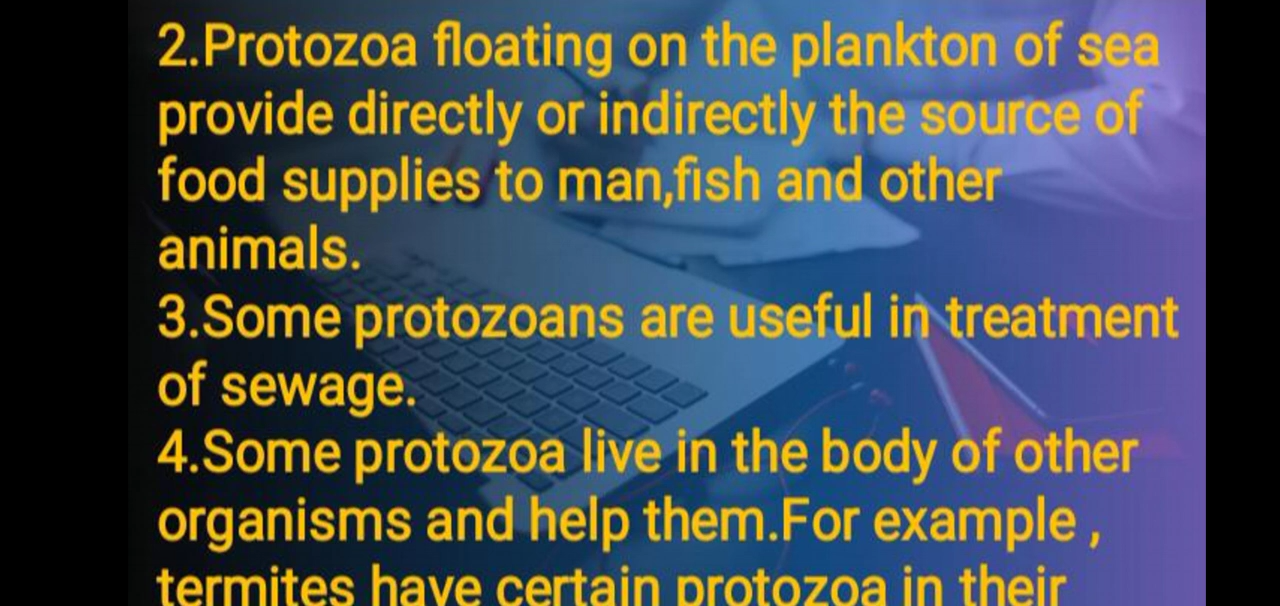 2.Protozoa floating on the plankton of sea
provide directly or indirectly the source of
food supplies to man,fish and other
animals.
3.Some protozoans are useful in treatment
of sewage.
4.Some protozoa live in the body of other
organisms and help them.For example ,
termites have certain protozoa in their